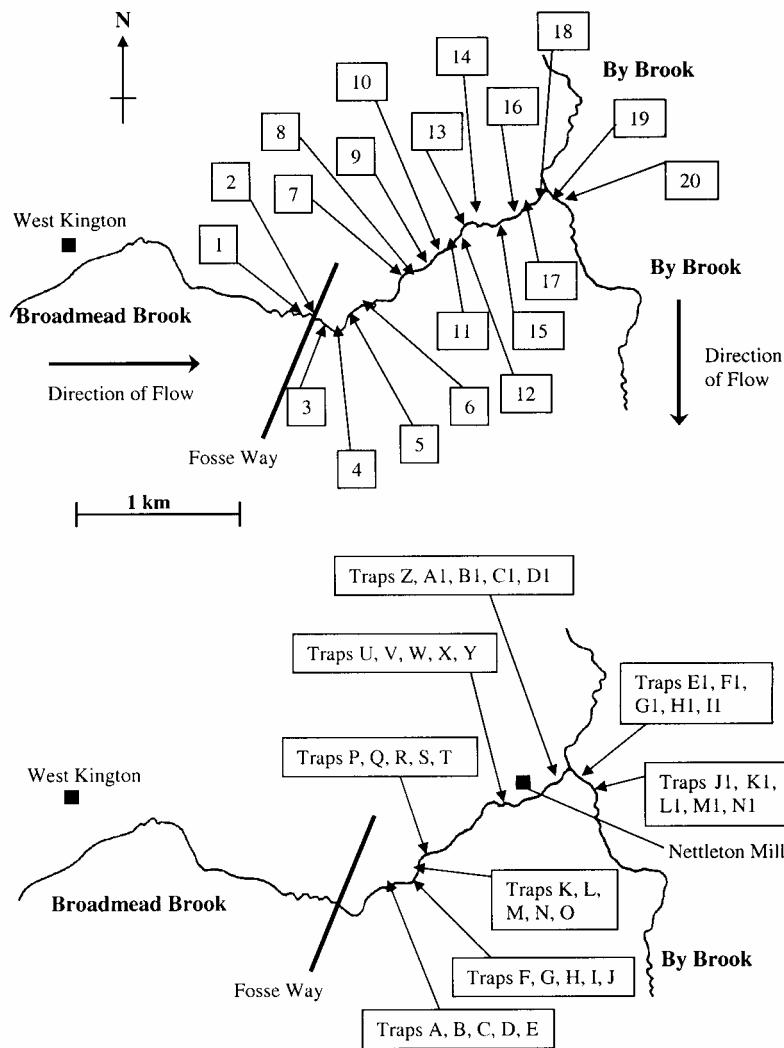 N
18
14
By Brook
10
16
13
19
8
9
20
2
7
West Kington
1
By Brook
17
Broadmead Brook
11
15
Direction of Flow
Direction
of Flow
6
12
3
5
Fosse Way
4
1 km
Traps Z, A1, B1, C1, D1
Traps U, V, W, X, Y
Traps E1, F1,
G1, H1, I1
Traps P, Q, R, S, T
West Kington
Traps J1, K1,
L1, M1, N1
Nettleton Mill
Traps K, L,
M, N, O
Broadmead Brook
By Brook
Traps F, G, H, I, J
Fosse Way
Traps A, B, C, D, E